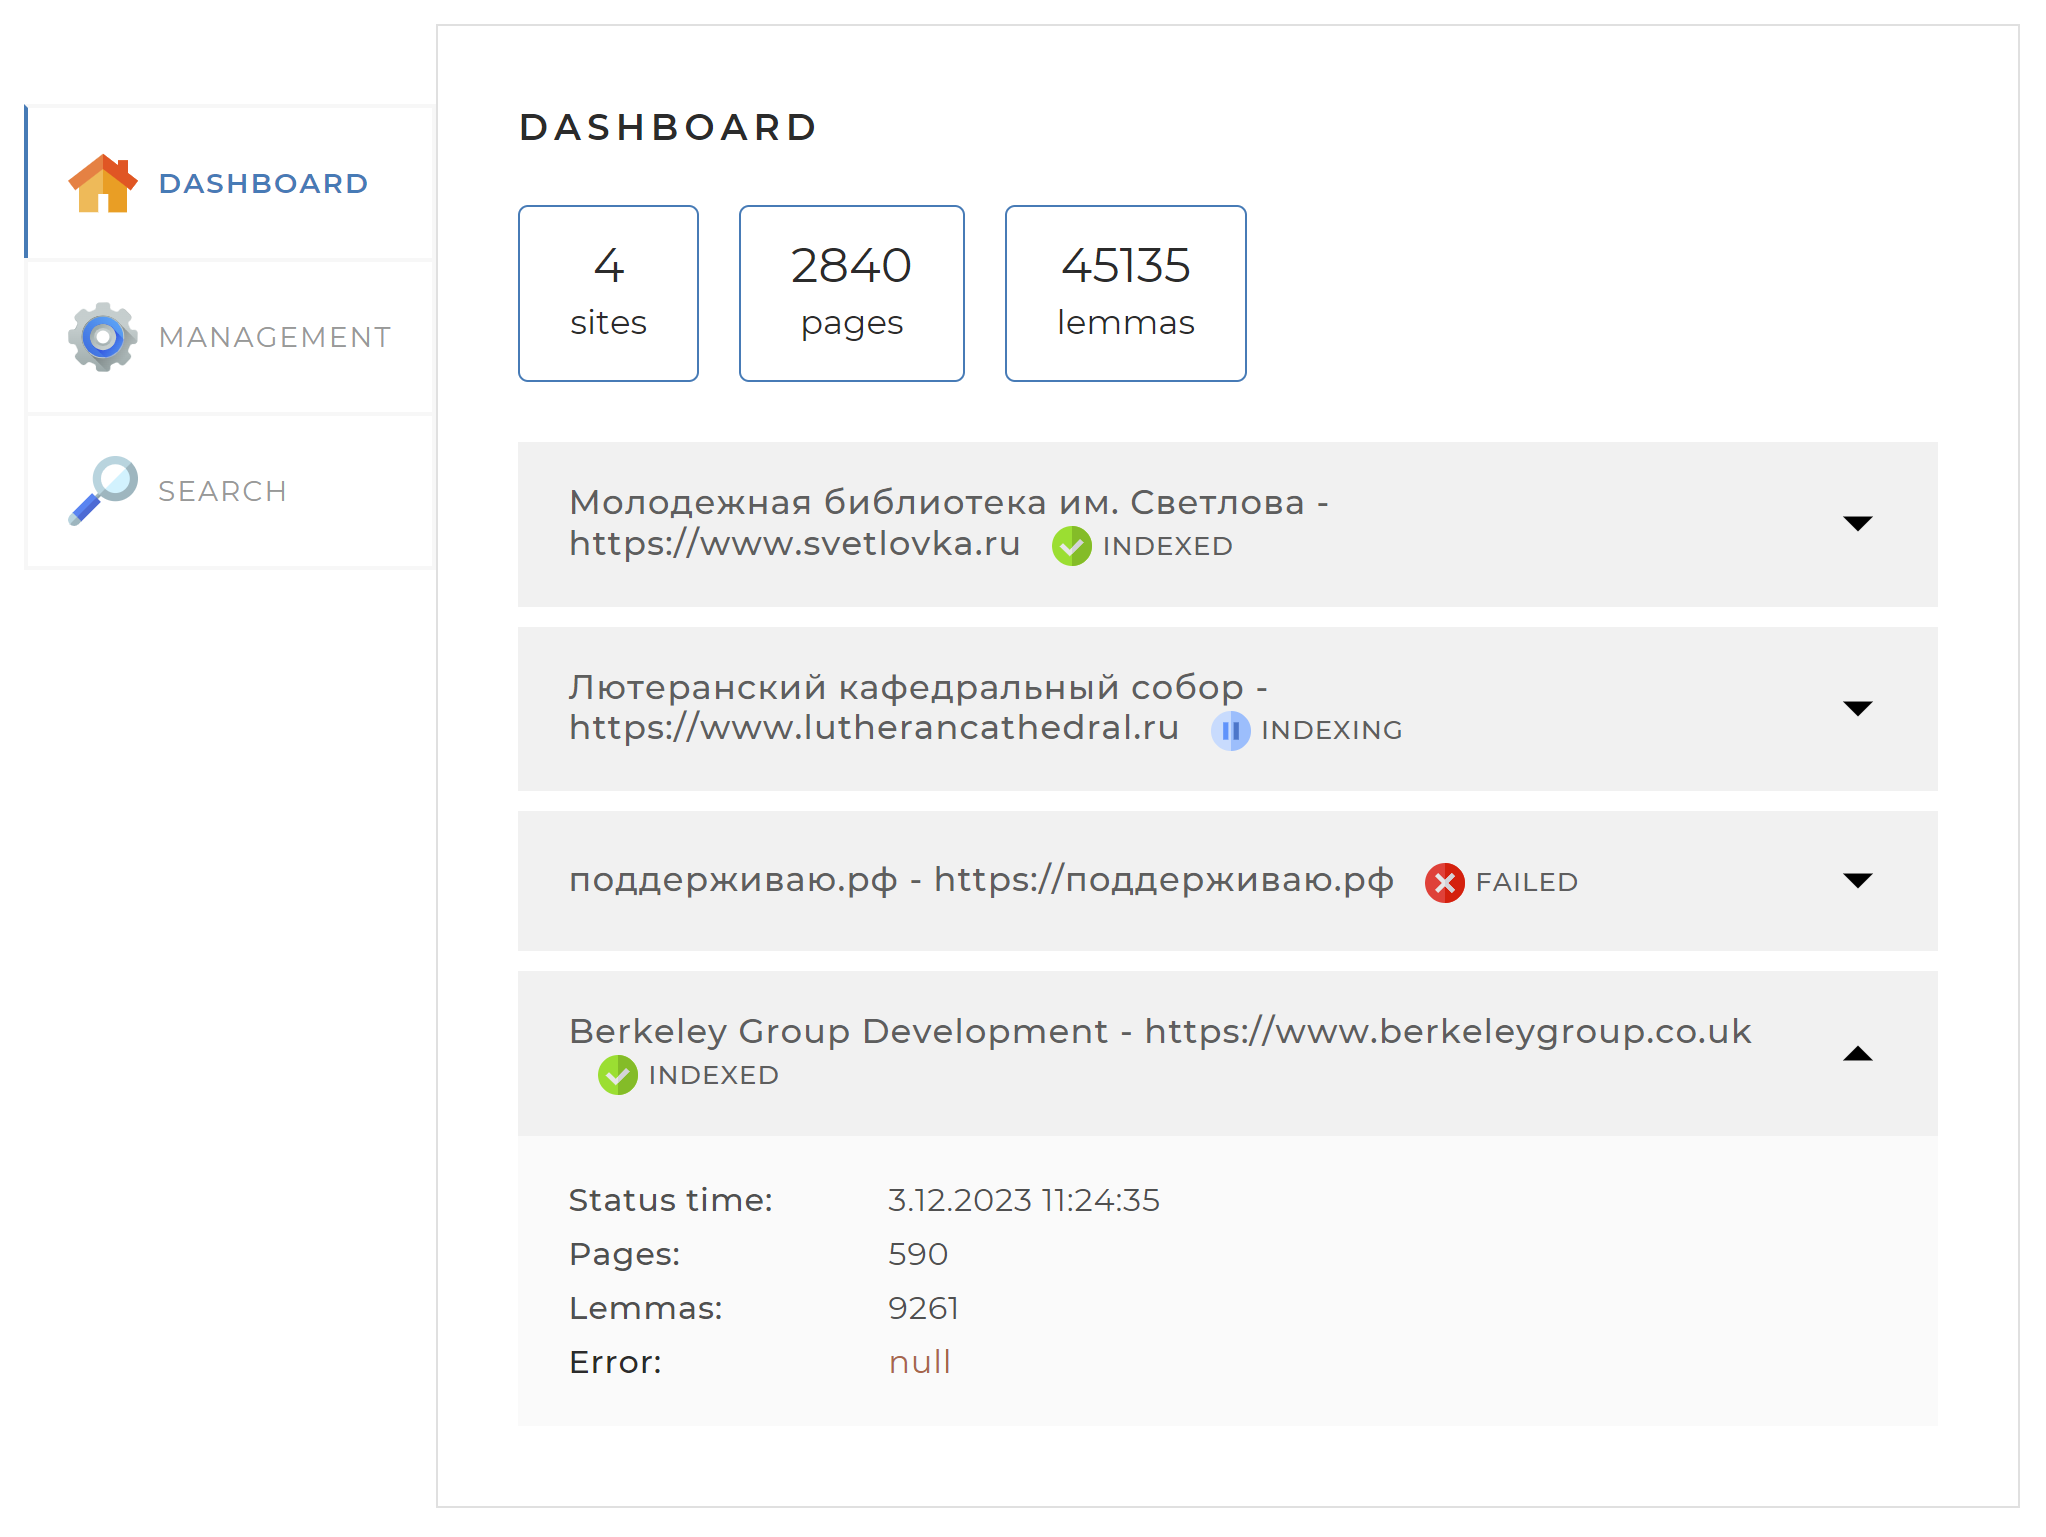 DASHBOARD
MANAGEMENT
SEARCH
DASHBOARD
4
sites
2840
pages
45135
lemmas
Молодежная библиотека им. Светлова -
https://www.svetlovka.ru INDEXED
Лютеранский кафедральный собор -
https://www.lutherancathedral.ru INDEXING
поддерживаю.рф - https://поддерживаю.рф FAILED
Berkeley Group Development - https://www.berkeleygroup.co.uk
INDEXED
Status time: 3.12.2023 11:24:35
Pages: 590
Lemmas: 9261
Error: null